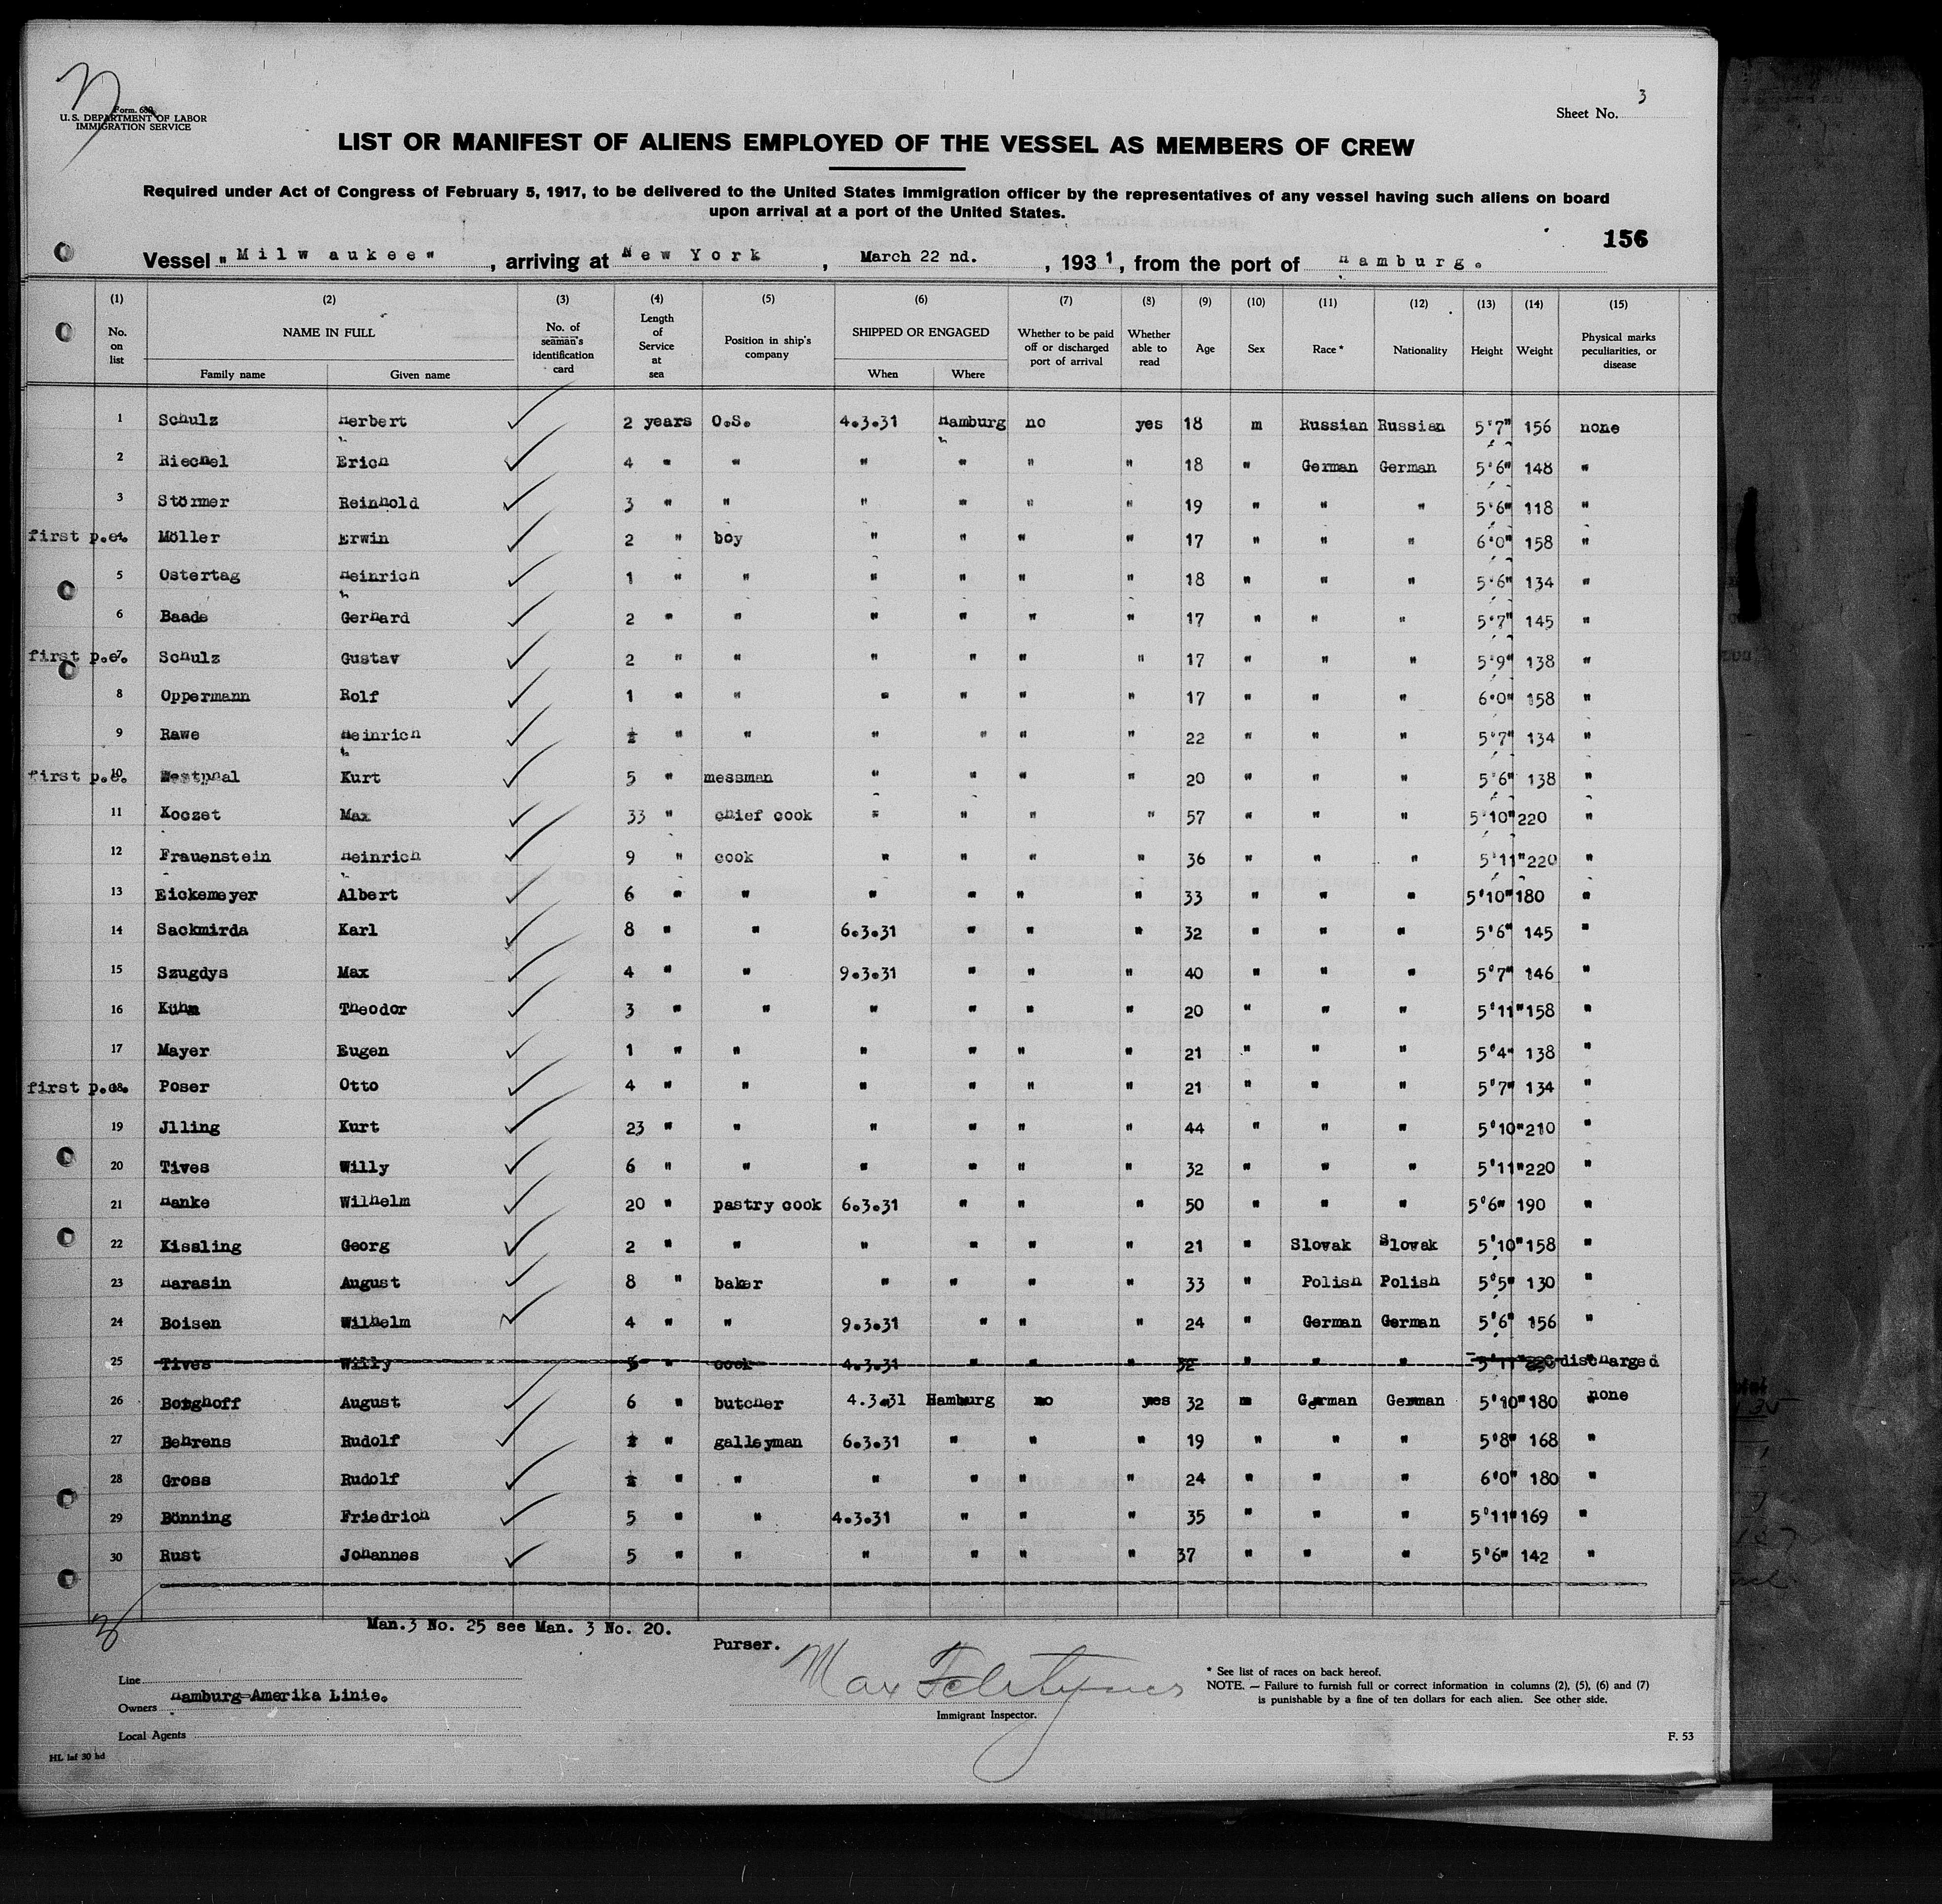 Form. 689
U. S. DEPARTMENT OF LABOR
IMMIGRATION SERVICE
Sheet No. 3
LIST OR MANIFEST OF ALIENS EMPLOYED OF THE VESSEL AS MEMBERS OF CREW
Required under Act of Congress of February 5, 1917, to be delivered to the United States immigration officer by the representatives of any vessel having such aliens on board
upon arrival at a port of the United States.
156
Vessel "Milwaukee", arriving at New York, March 22 nd., 1931, from the port of Hamburg.
(1) (2) (3) (4) (5) (6) (7) (8) (9) (10) (11) (12) (13) (14) (15)
No. on list NAME IN FULL No. of seaman's identification card Length of Service at sea Position in ship's company SHIPPED OR ENGAGED Whether to be paid off or discharged port of arrival Whether able to read Age Sex Race * Nationality Height Weight Physical marks peculiarities, or disease
Family name Given name When Where
1 Schulz Herbert 2 years O.S. 4.3.31 Hamburg no yes 18 m Russian Russian 5'7" 156 none
2 Riechel Erich 4 " " " " " " 18 " German German 5'6" 148 "
3 Störmer Reinhold 3 " " " " " " 19 " " " 5'6" 118 "
first p.e. 4 Möller Erwin 2 " boy " " " " 17 " " " 6'0" 158 "
5 Ostertag Heinrich 1 " " " " " " 18 " " " 5'6" 134 "
6 Baade Gerhard 2 " " " " " " 17 " " " 5'7" 145 "
first p.e. 7 Schulz Gustav 2 " " " " " " 17 " " " 5'9" 138 "
8 Oppermann Rolf 1 " " " " " " 17 " " " 6'0" 158 "
9 Rawe Heinrich " " " " " " 22 " " " 5'7" 134 "
first p.e. 10 Westphal Kurt 5 " messman " " " " 20 " " " 5'6" 138 "
11 Koczet Max 33 " chief cook " " " " 57 " " " 5'10" 220 "
12 Frauenstein Heinrich 9 " cook " " " " 36 " " " 5'11" 220 "
13 Eickemeyer Albert 6 " " " " " " 33 " " " 5'10" 180 "
14 Sackmirda Karl 8 " " 6.3.31 " " " 32 " " " 5'6" 145 "
15 Szugdys Max 4 " " 9.3.31 " " " 40 " " " 5'7" 146 "
16 Kühm Theodor 3 " " " " " " 20 " " " 5'11" 158 "
17 Mayer Eugen 1 " " " " " " 21 " " " 5'4" 138 "
first p.e. 18 Poser Otto 4 " " " " " " 21 " " " 5'7" 134 "
19 Jlling Kurt 23 " " " " " " 44 " " " 5'10" 210 "
20 Tives Willy 6 " " " " " " 32 " " " 5'11" 220 "
21 Hanke Wilhelm 20 " pastry cook 6.3.31 " " " 50 " " " 5'6" 190 "
22 Kissling Georg 2 " " " " " " 21 " Slovak Slovak 5'10" 158 "
23 Harasin August 8 " baker " " " " 33 " Polish Polish 5'5" 130 "
24 Boisen Wilhelm 4 " " 9.3.31 " " " 24 " German German 5'6" 156 "
25 Tives Willy " cook 4.3.31 " " " 32 " " " 5'11" discharged
26 Borghoff August 6 " butcher 4.3.31 Hamburg no yes 32 m German German 5'10" 180 none
27 Behrens Rudolf " galleyman 6.3.31 " " " 19 " " " 5'8" 168 "
28 Gross Rudolf " " " " " " 24 " " " 6'0" 180 "
29 Bönning Friedrich 5 " " 4.3.31 " " " 35 " " " 5'11" 169 "
30 Rust Johannes 5 " " " " " " 37 " " " 5'6" 142 "
Man.3 No. 25 see Man. 3 No. 20.
Purser.
Line
Owners Hamburg-Amerika Linie.
Local Agents
Immigrant Inspector.
* See list of races on back hereof.
NOTE. — Failure to furnish full or correct information in columns (2), (5), (6) and (7)
is punishable by a fine of ten dollars for each alien. See other side.
F. 53
HL laf 30 hd